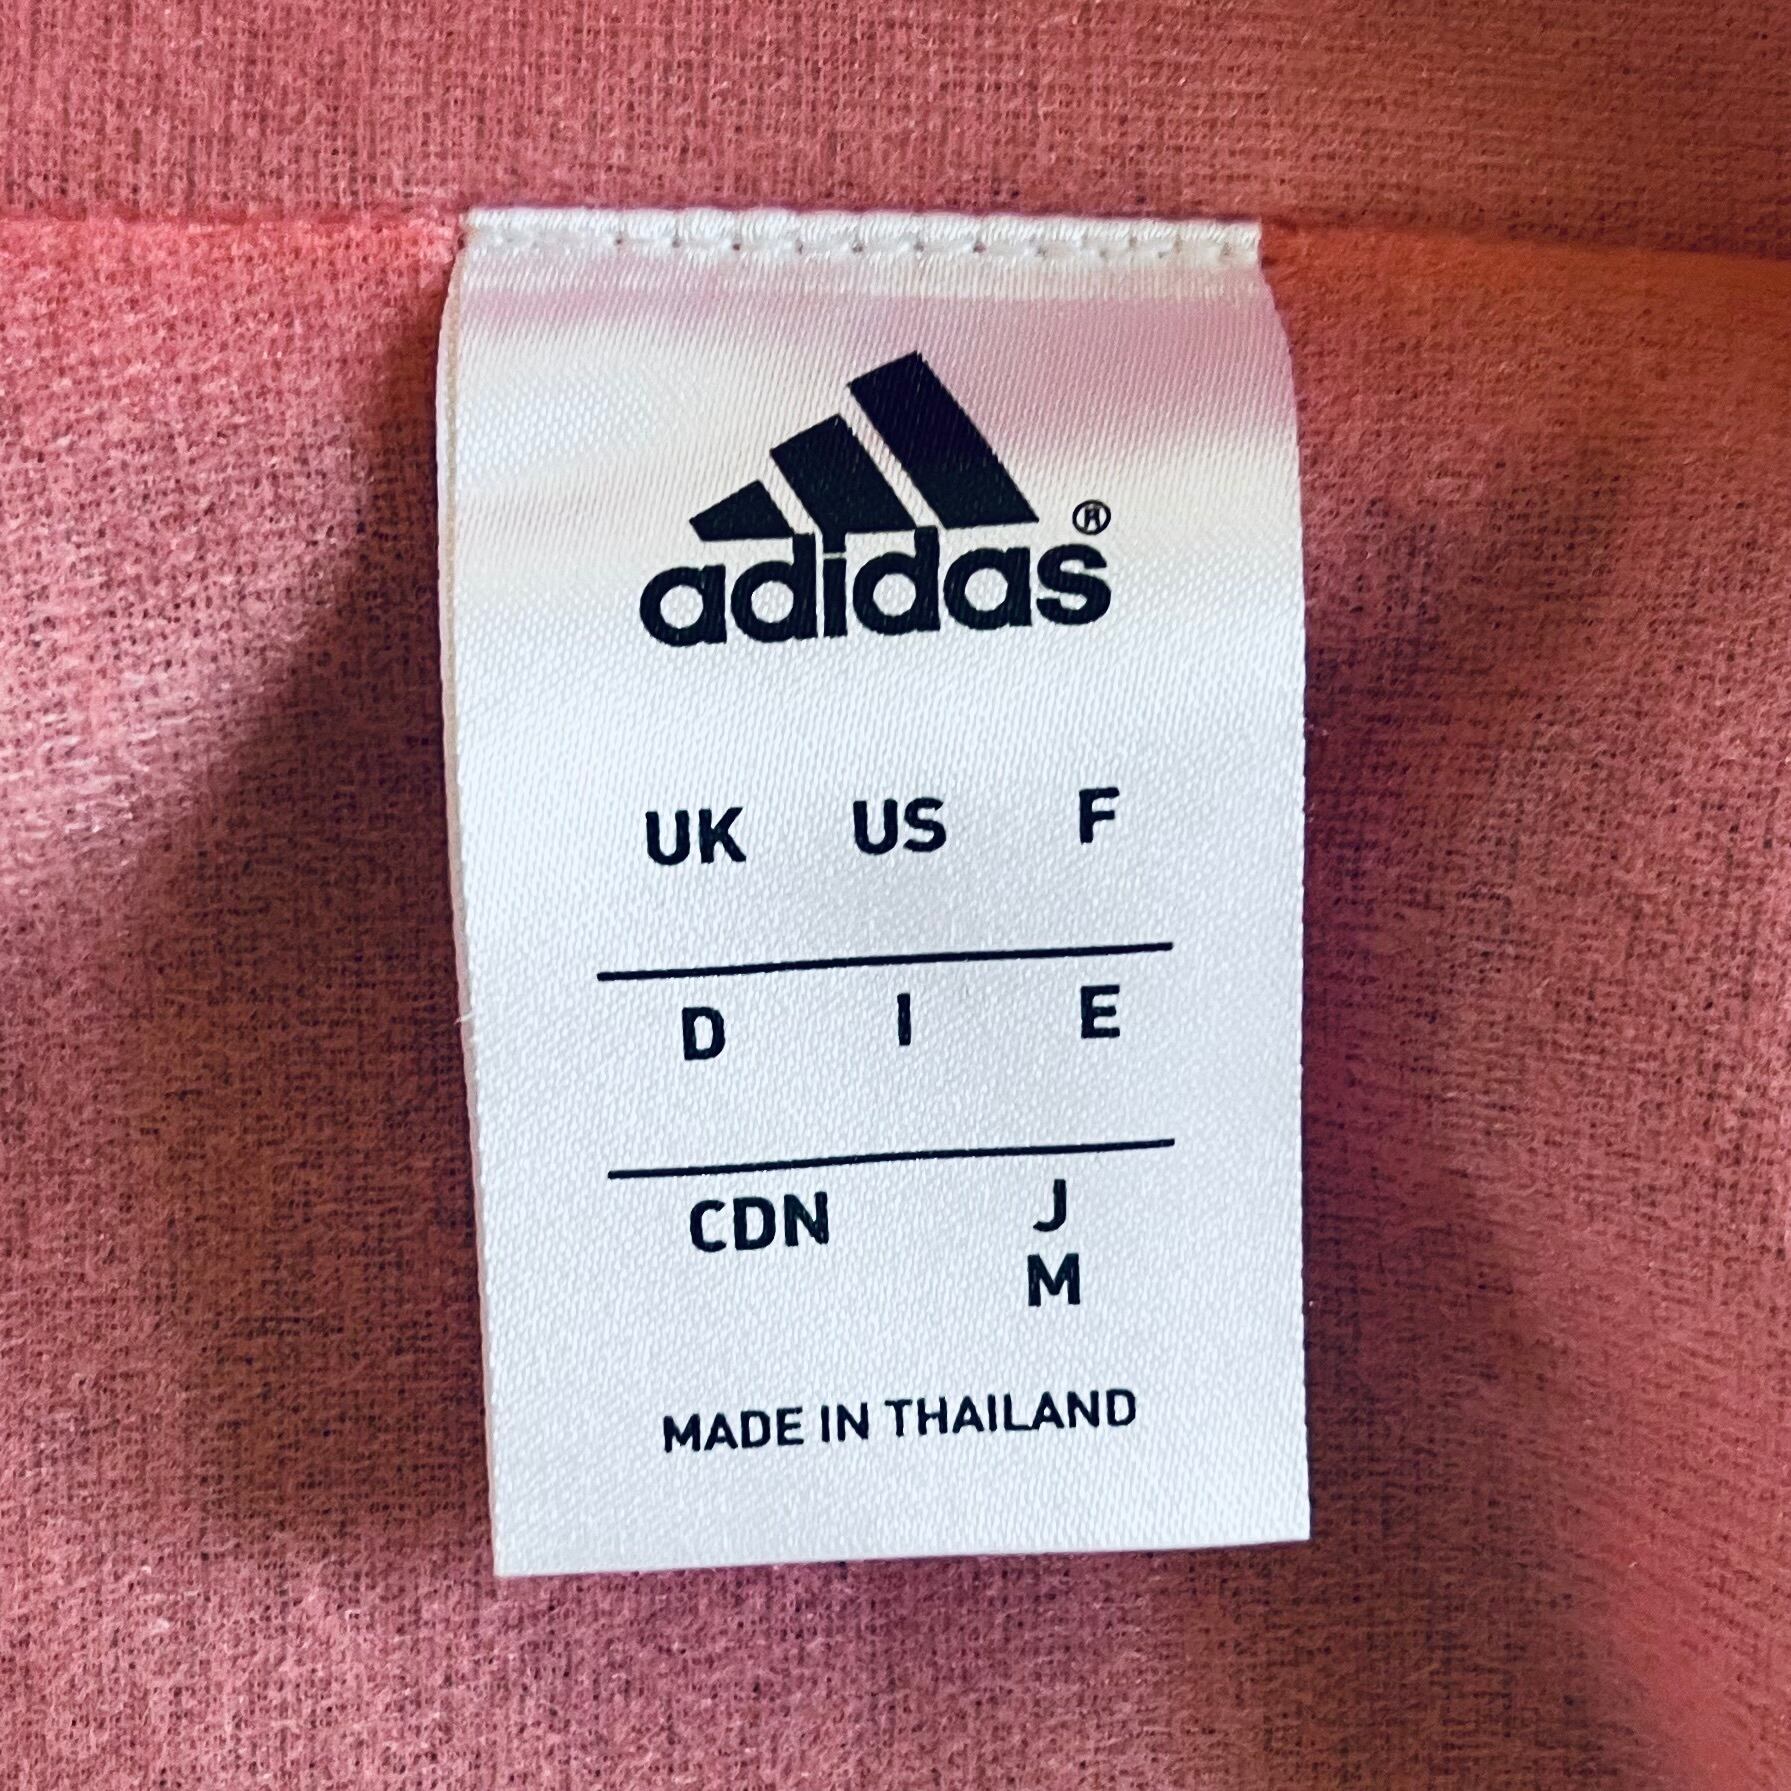 adidas®
UK US F
D I E
CDN J
M
MADE IN THAILAND